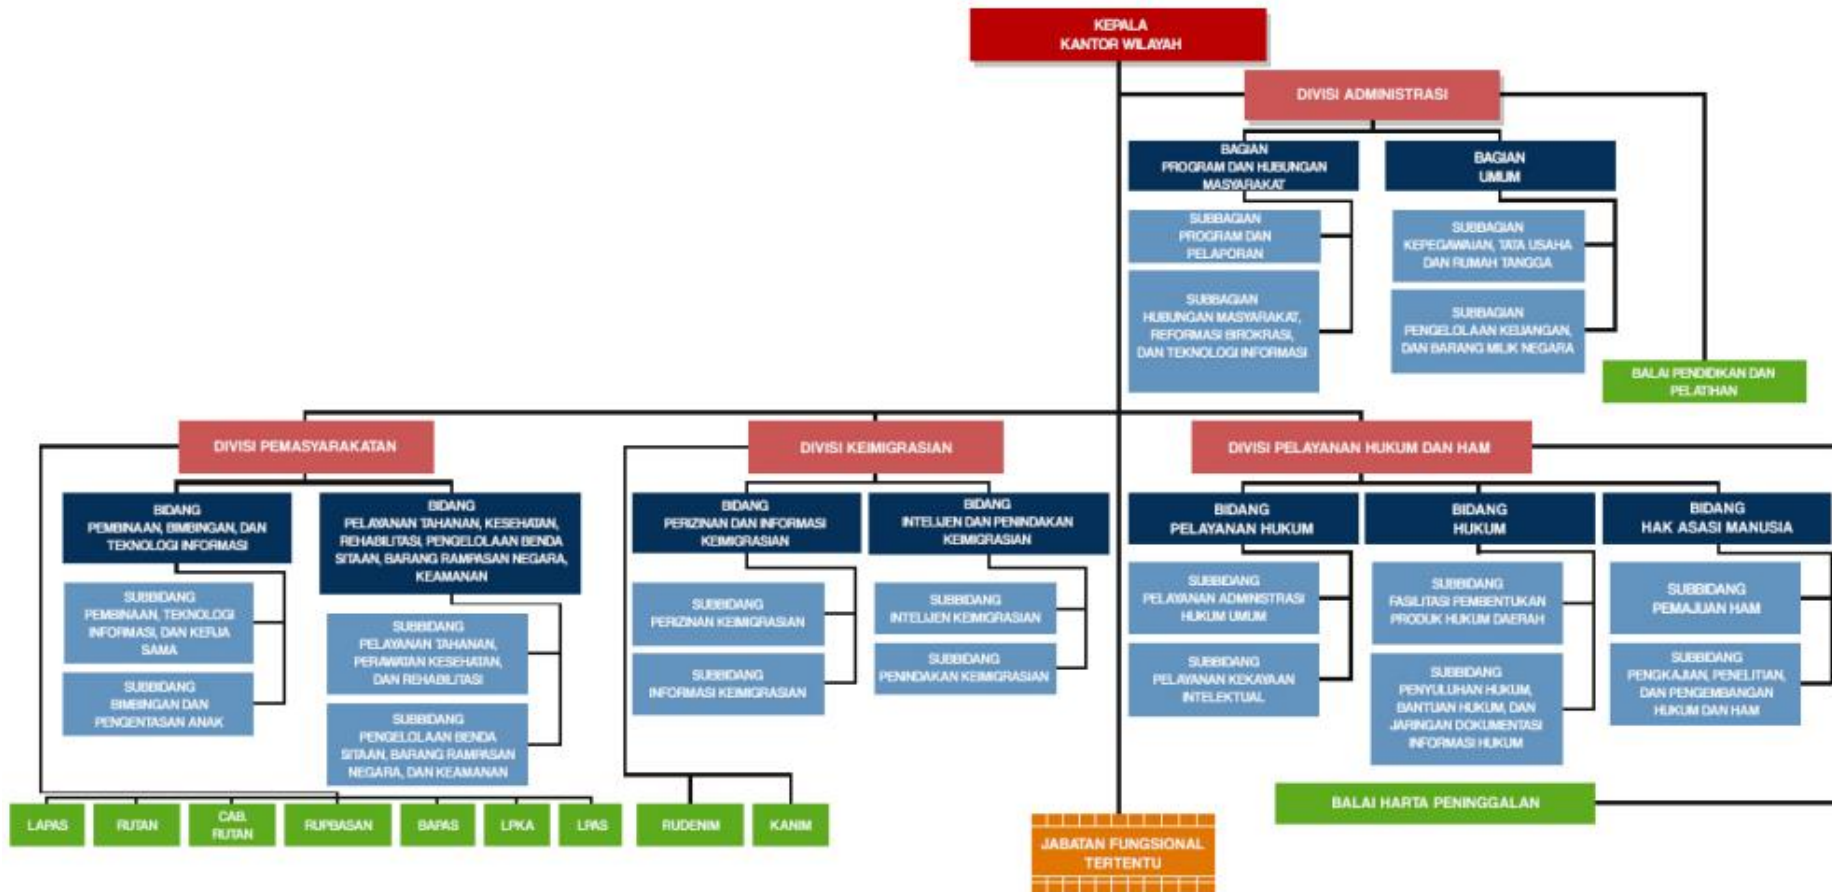 KEPALA
KANTOR WILAYAH
DIVISI ADMINISTRASI
BAGIAN
PROGRAM DAN HUBUNGAN
MASYARAKAT
BAGIAN
UMUM
SUBBAGIAN
PROGRAM DAN
PELAPORAN
SUBBAGIAN
HUBUNGAN MASYARAKAT,
REFORMASI BIROKRASI,
DAN TEKNOLOGI INFORMASI
SUBBAGIAN
KEPEGAWAIAN, TATA USAHA
DAN RUMAH TANGGA
SUBBAGIAN
PENGELOLAAN KEUANGAN,
DAN BARANG MILIK NEGARA
BALAI PENDIDIKAN DAN
PELATIHAN
DIVISI PEMASYARAKATAN
BIDANG
PEMBINAAN, BIMBINGAN, DAN
TEKNOLOGI INFORMASI
SUBBIDANG
PEMBINAAN, TEKNOLOGI
INFORMASI, DAN KERJA
SAMA
SUBBIDANG
BIMBINGAN DAN
PENGENTASAN ANAK
BIDANG
PELAYANAN TAHANAN, KESEHATAN,
REHABILITASI, PENGELOLAAN BENDA
SITAAN, BARANG RAMPASAN NEGARA,
KEAMANAN
SUBBIDANG
PELAYANAN TAHANAN,
PERAWATAN KESEHATAN,
DAN REHABILITASI
SUBBIDANG
PENGELOLAAN BENDA
SITAAN, BARANG RAMPASAN
NEGARA, DAN KEAMANAN
LAPAS
RUTAN
CAB.
RUTAN
RUPBASAN
BAPAS
LPKA
LPAS
DIVISI KEIMIGRASIAN
BIDANG
PERIZINAN DAN INFORMASI
KEIMIGRASIAN
SUBBIDANG
PERIZINAN KEIMIGRASIAN
SUBBIDANG
INFORMASI KEIMIGRASIAN
BIDANG
INTELIJEN DAN PENINDAKAN
KEIMIGRASIAN
SUBBIDANG
INTELIJEN KEIMIGRASIAN
SUBBIDANG
PENINDAKAN KEIMIGRASIAN
RUDENIM
KANIM
DIVISI PELAYANAN HUKUM DAN HAM
BIDANG
PELAYANAN HUKUM
SUBBIDANG
PELAYANAN ADMINISTRASI
HUKUM UMUM
SUBBIDANG
PELAYANAN KEKAYAAN
INTELEKTUAL
BIDANG
HUKUM
SUBBIDANG
FASILITASI PEMBENTUKAN
PRODUK HUKUM DAERAH
SUBBIDANG
PENYULUHAN HUKUM,
BANTUAN HUKUM, DAN
JARINGAN DOKUMENTASI
INFORMASI HUKUM
BIDANG
HAK ASASI MANUSIA
SUBBIDANG
PEMAJUAN HAM
SUBBIDANG
PENGKAJIAN, PENELITIAN,
DAN PENGEMBANGAN
HUKUM DAN HAM
BALAI HARTA PENINGGALAN
JABATAN FUNGSIONAL
TERTENTU